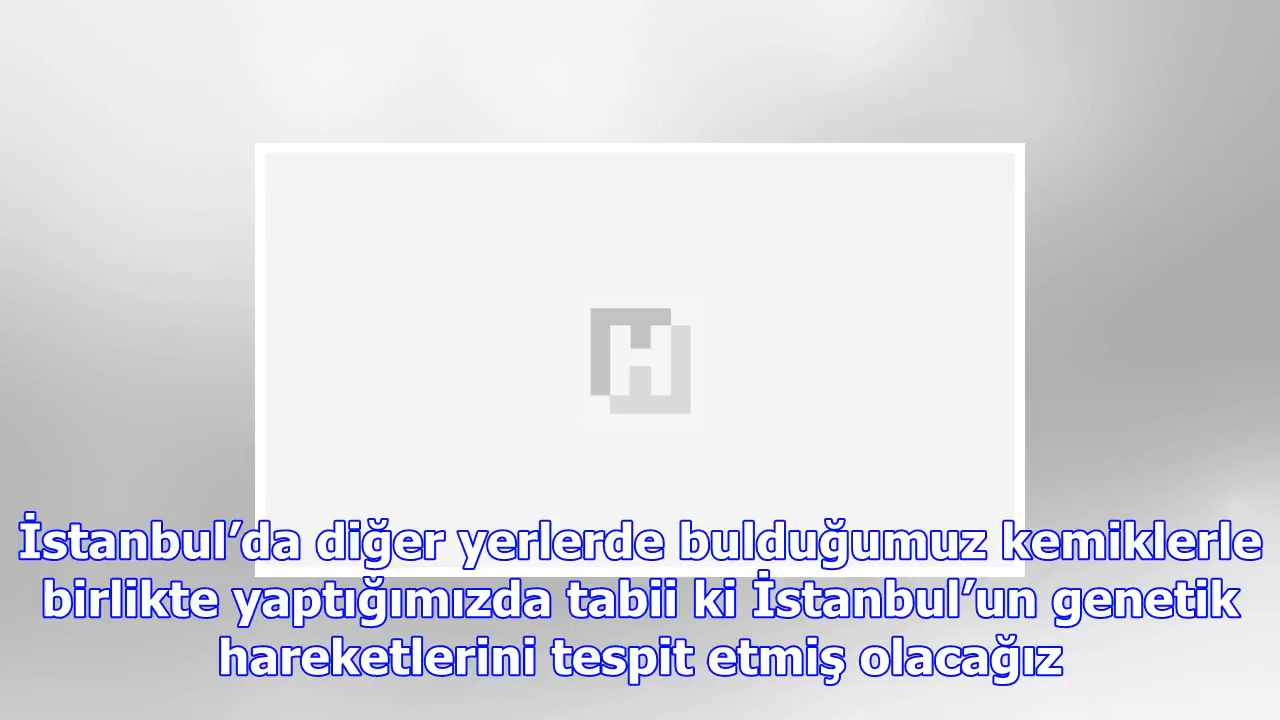 H
İstanbul’da diğer yerlerde bulduğumuz kemiklerle
birlikte yaptığımızda tabii ki İstanbul’un genetik
hareketlerini tespit etmiş olacağız